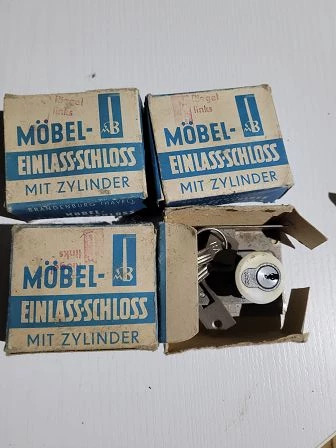 Riegel
links
MÖBEL-
EINLASS-SCHLOSS
MIT ZYLINDER
BRANDENBURG (HAVEL)
Riegel
links
MÖBEL-
EINLASS-SCHLOSS
MIT ZYLINDER
links
MÖBEL-
EINLASS-SCHLOSS
MIT ZYLINDER